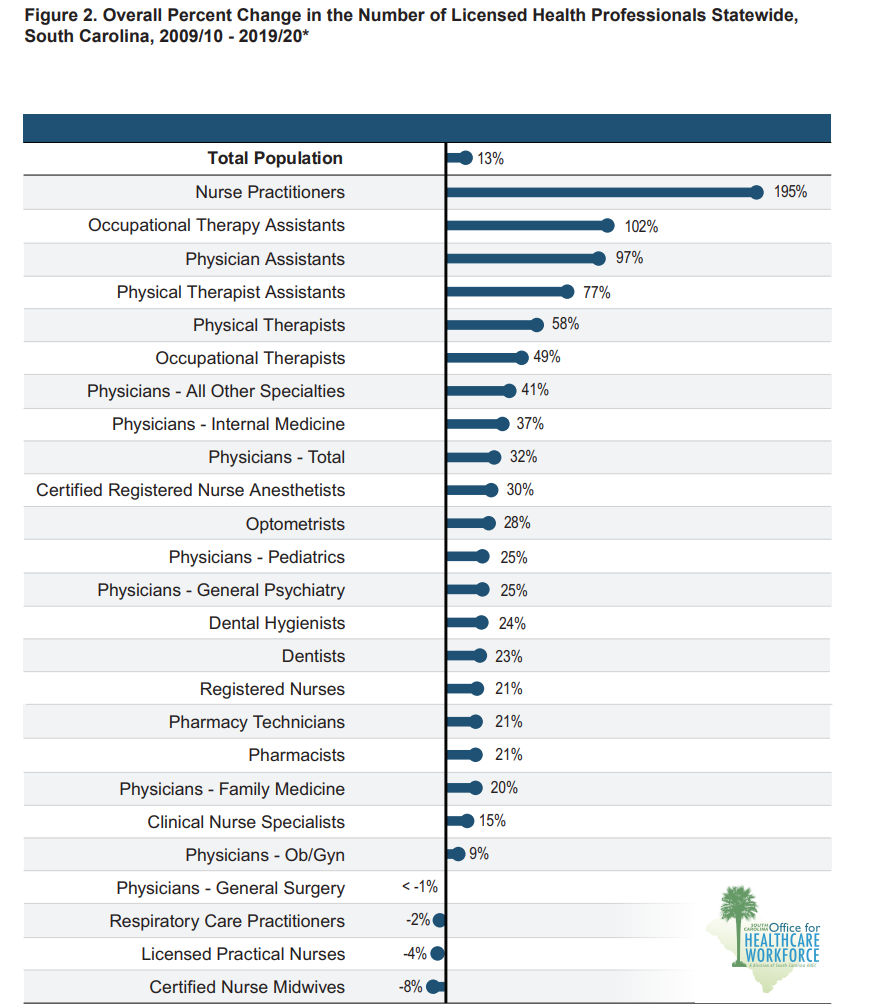 Figure 2. Overall Percent Change in the Number of Licensed Health Professionals Statewide,
South Carolina, 2009/10 - 2019/20*
Total Population 13%
Nurse Practitioners 195%
Occupational Therapy Assistants 102%
Physician Assistants 97%
Physical Therapist Assistants 77%
Physical Therapists 58%
Occupational Therapists 49%
Physicians - All Other Specialties 41%
Physicians - Internal Medicine 37%
Physicians - Total 32%
Certified Registered Nurse Anesthetists 30%
Optometrists 28%
Physicians - Pediatrics 25%
Physicians - General Psychiatry 25%
Dental Hygienists 24%
Dentists 23%
Registered Nurses 21%
Pharmacy Technicians 21%
Pharmacists 21%
Physicians - Family Medicine 20%
Clinical Nurse Specialists 15%
Physicians - Ob/Gyn 9%
Physicians - General Surgery < -1%
Respiratory Care Practitioners -2%
Licensed Practical Nurses -4%
Certified Nurse Midwives -8%
SOUTH CAROLINA Office for
HEALTHCARE
WORKFORCE